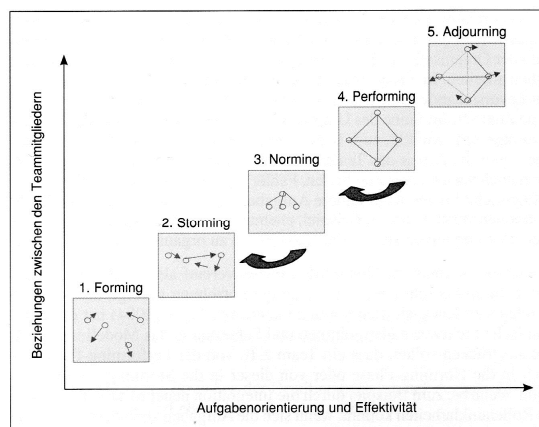 5. Adjourning
4. Performing
3. Norming
2. Storming
1. Forming
Beziehungen zwischen den Teammitgliedern
Aufgabenorientierung und Effektivität